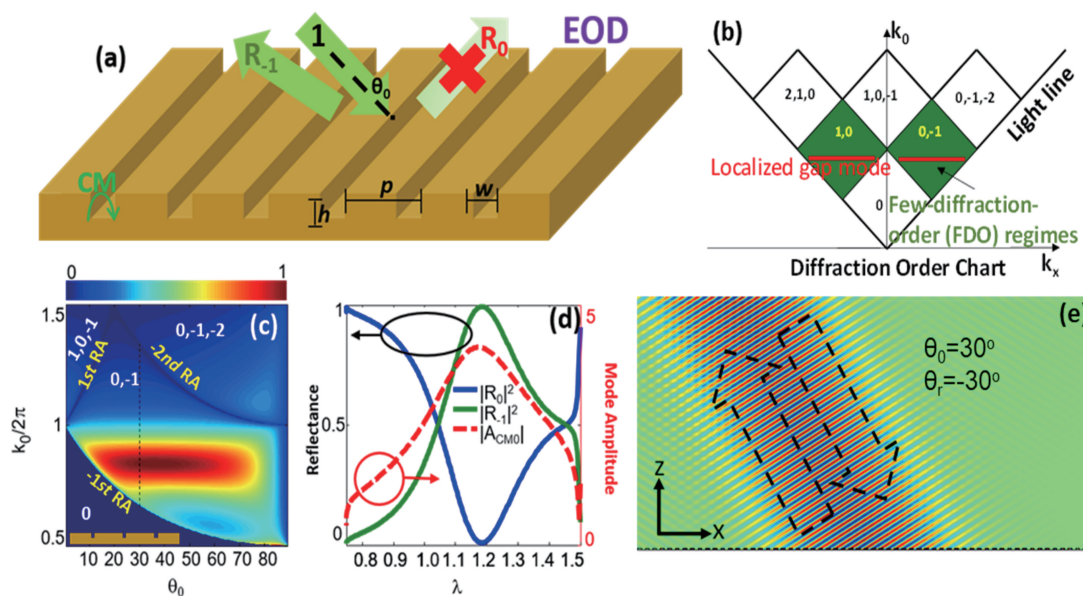 (a)
R-1
1
θ0
R0
EOD
CM
p
w
h
(b)
k0
2,1,0
1,0,-1
0,-1,-2
1,0
0,-1
Light line
Localized gap mode
0
Few-diffraction-
order (FDO) regimes
Diffraction Order Chart
kx
0
1
(c)
1.5
1
0.5
k0/2π
1,0,-1
1st RA
0,-1,-2
-2nd RA
0,-1
-1st RA
0
10 20 30 40 50 60 70 80
θ0
(d)
1
0.5
0
Reflectance
|R0|²
|R-1|²
|ACM0|
5
0
Mode Amplitude
0.8 0.9 1.0 1.1 1.2 1.3 1.4 1.5
λ
(e)
θ0=30°
θr=-30°
Z
X